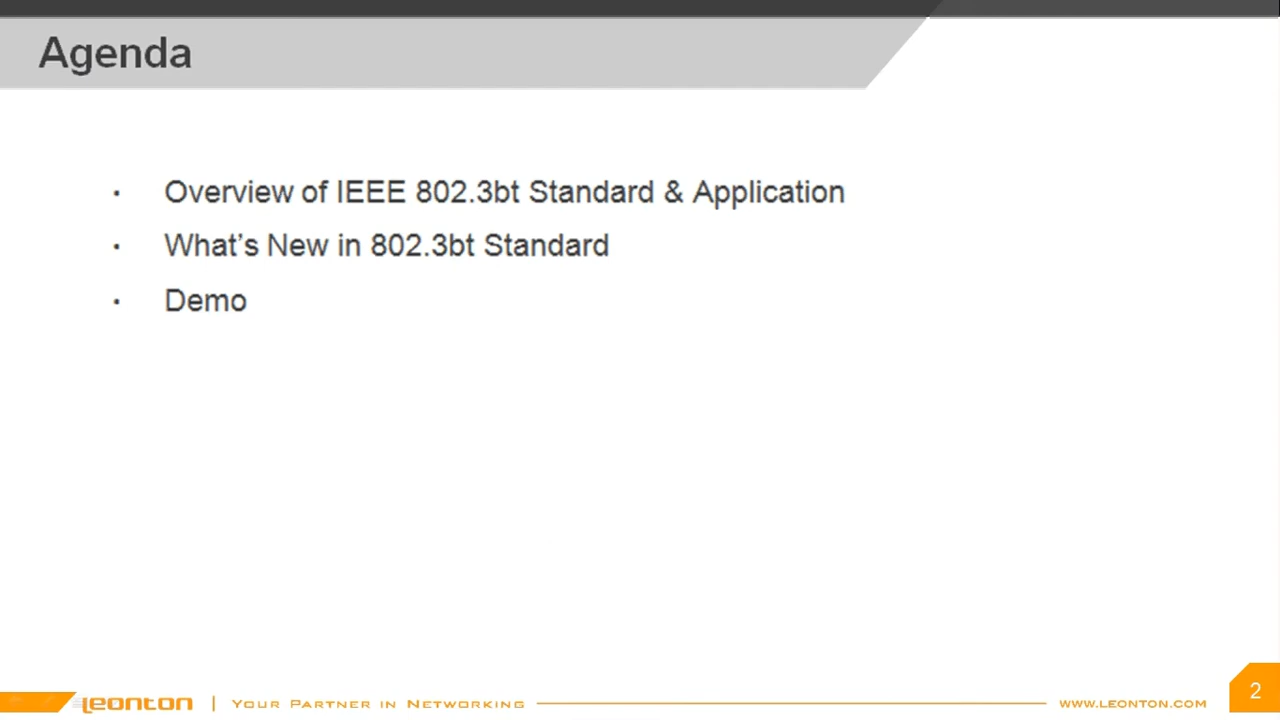 Agenda
· Overview of IEEE 802.3bt Standard & Application
· What's New in 802.3bt Standard
· Demo
Leonton | Your Partner in Networking www.leonton.com 2